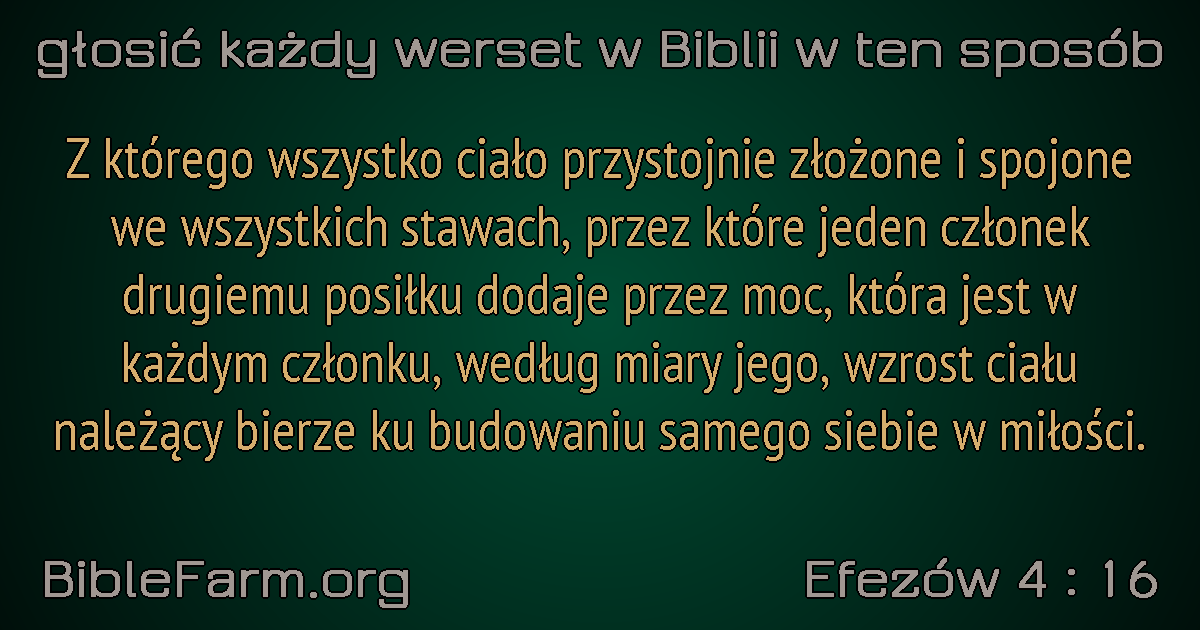 głosić każdy werset w Biblii w ten sposób
Z którego wszystko ciało przystojnie złożone i spojone
we wszystkich stawach, przez które jeden członek
drugiemu posiłku dodaje przez moc, która jest w
każdym członku, według miary jego, wzrost ciału
należący bierze ku budowaniu samego siebie w miłości.
BibleFarm.org
Efezów 4 : 16